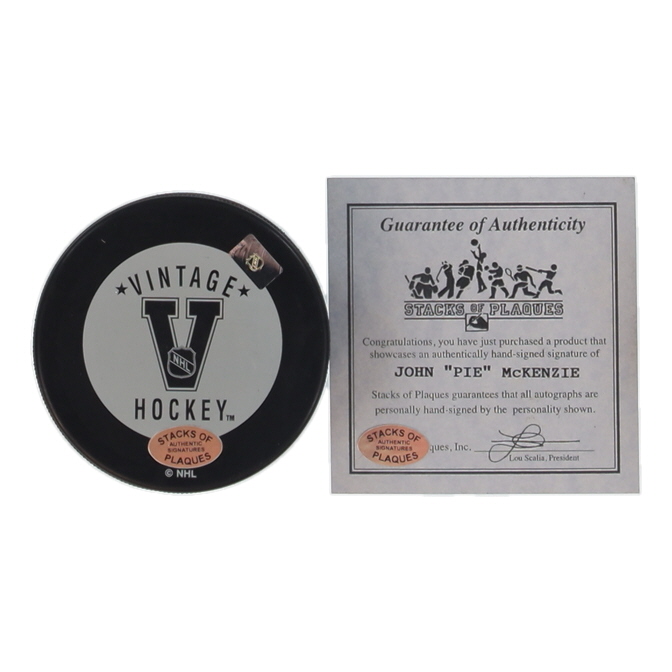 ★VINTAGE★
V
NHL
HOCKEY™
STACKS OF
AUTHENTIC
SIGNATURES
PLAQUES
© NHL
Guarantee of Authenticity
STACKS OF PLAQUES
Congratulations, you have just purchased a product that
showcases an authentically hand-signed signature of
JOHN "PIE" McKENZIE
Stacks of Plaques guarantees that all autographs are
personally hand-signed by the personality shown.
STACKS OF
AUTHENTIC
SIGNATURES
PLAQUES
ques, Inc.
Lou Scalia, President